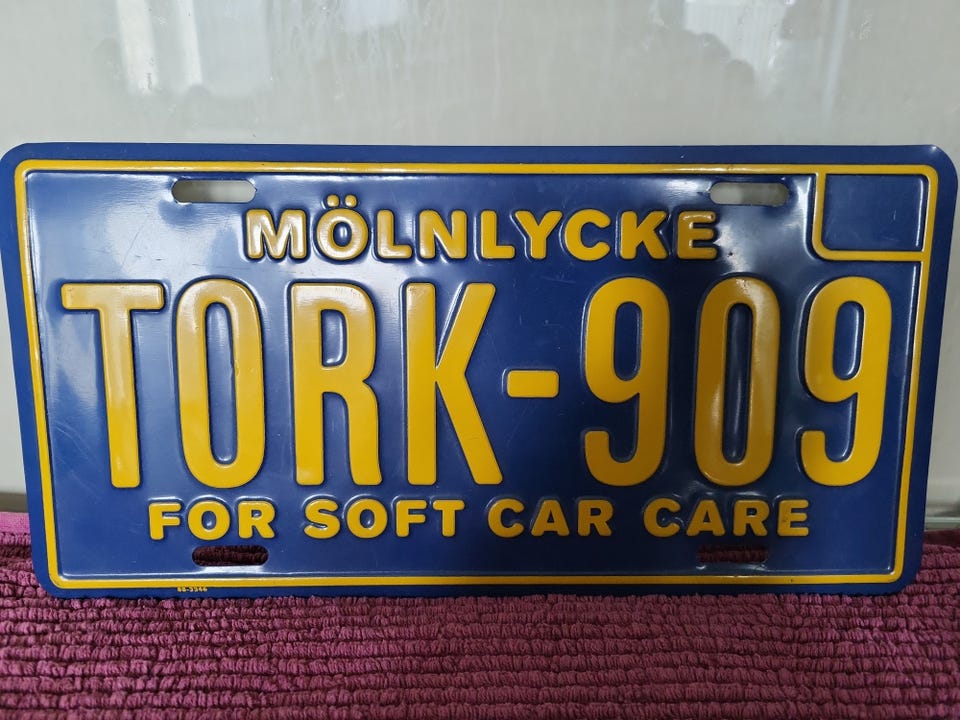 MÖLNLYCKE
TORK-909
FOR SOFT CAR CARE